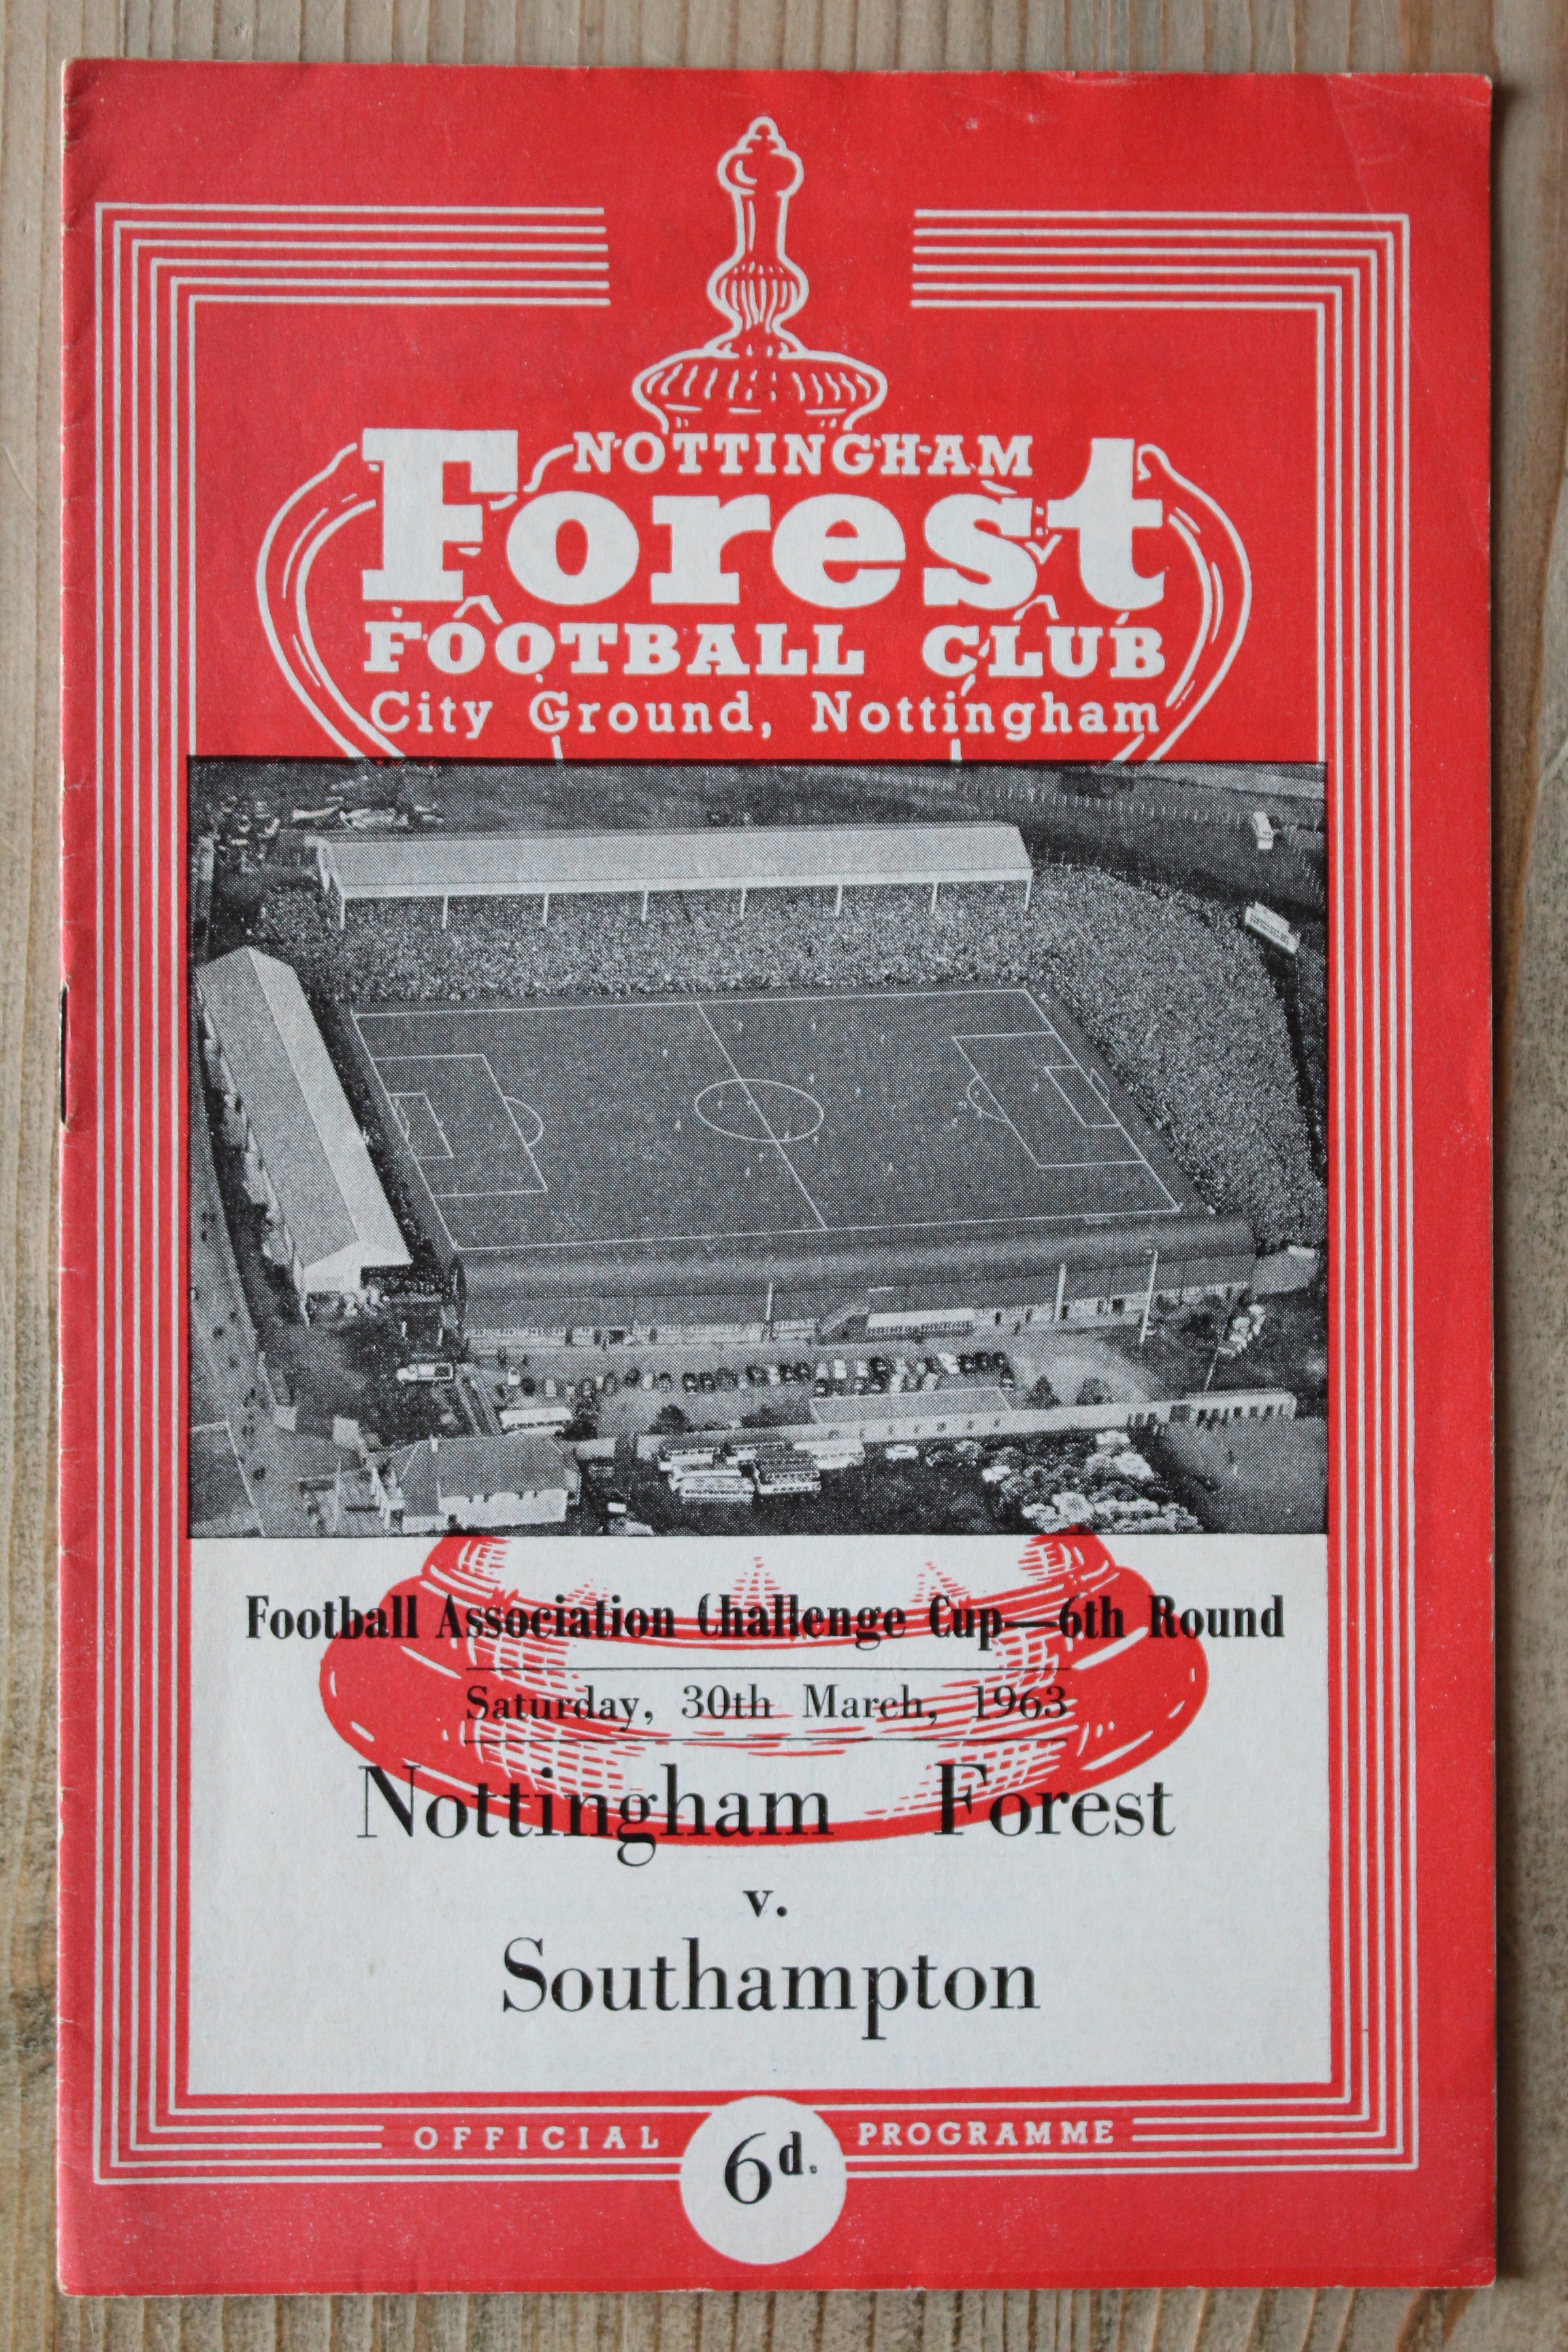 NOTTINGHAM
Forest
FOOTBALL CLUB
City Ground, Nottingham
Football Association Challenge Cup—6th Round
Saturday, 30th March, 1963
Nottingham Forest
v.
Southampton
OFFICIAL PROGRAMME
6d.